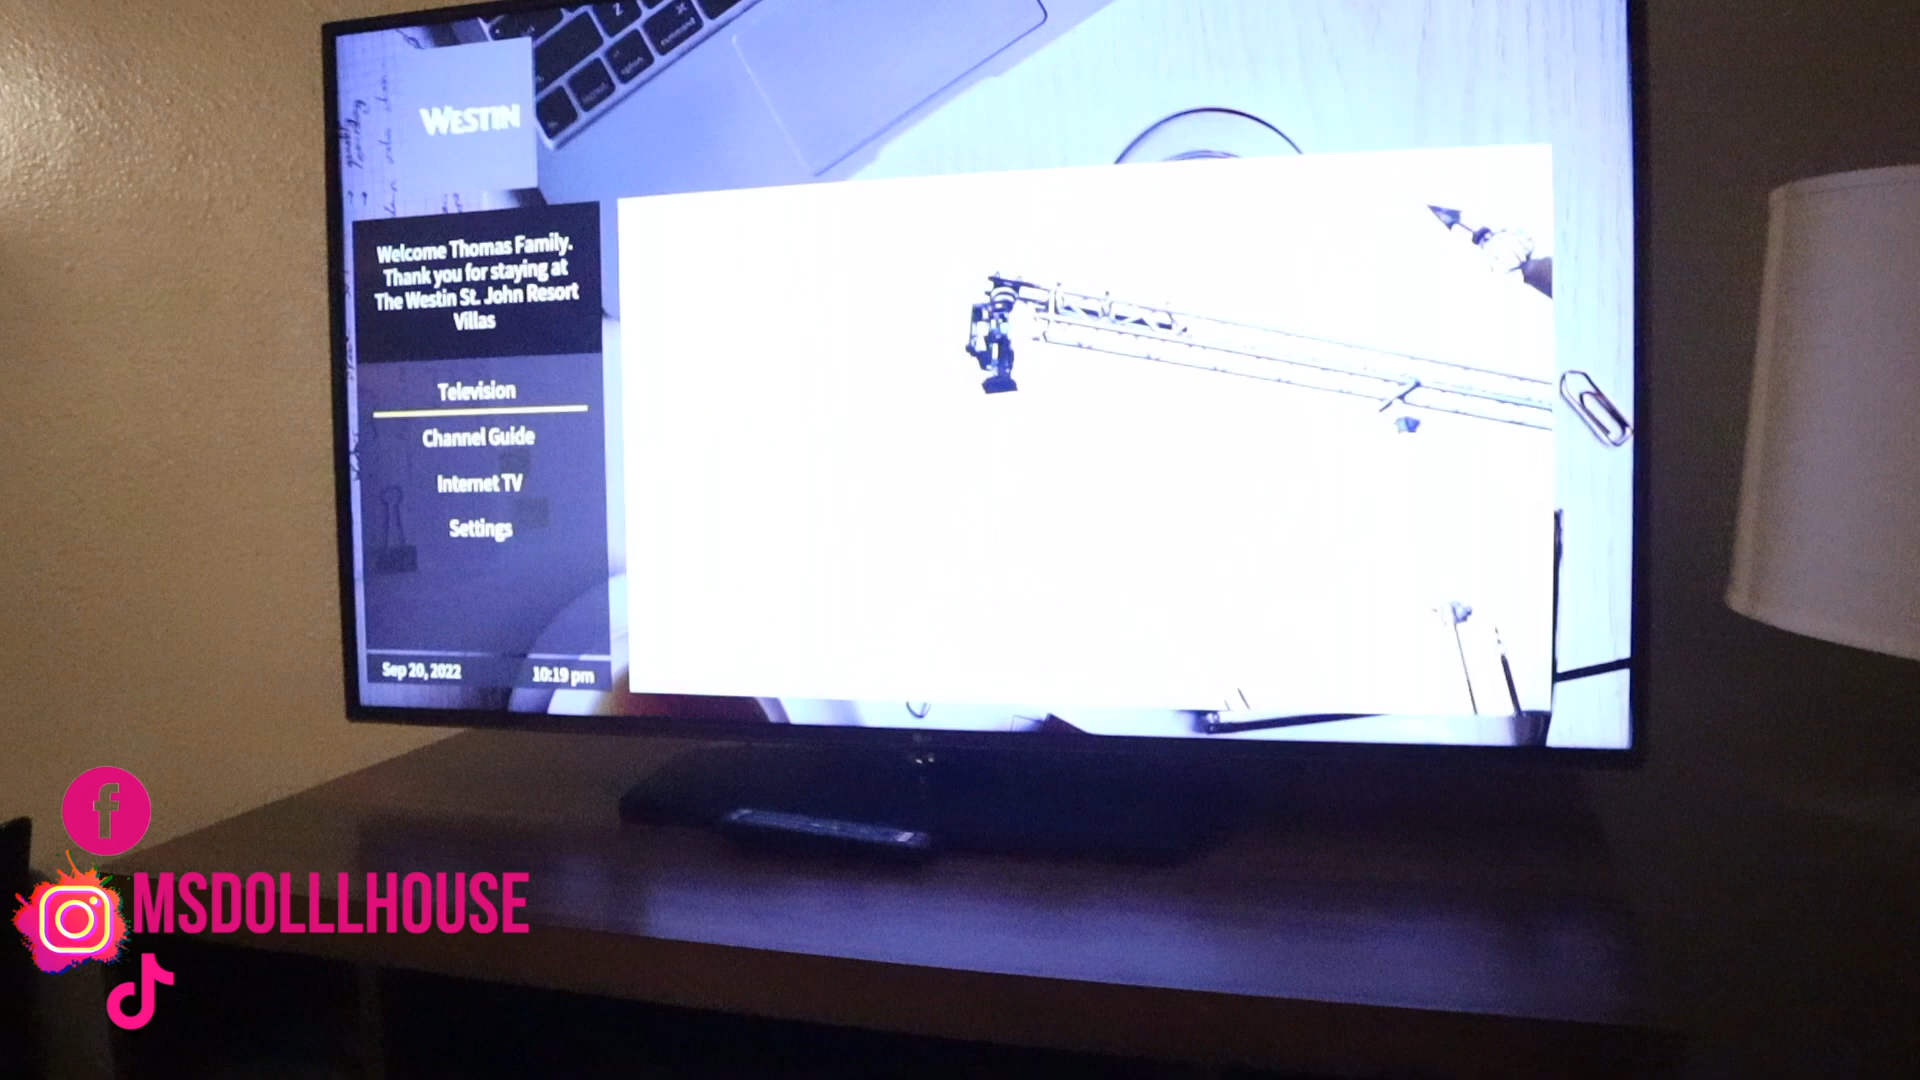 WESTIN
Welcome Thomas Family.
Thank you for staying at
The Westin St. John Resort
Villas
Television
Channel Guide
Internet TV
Settings
Sep 20, 2022
10:19 pm
MSDOLLLHOUSE